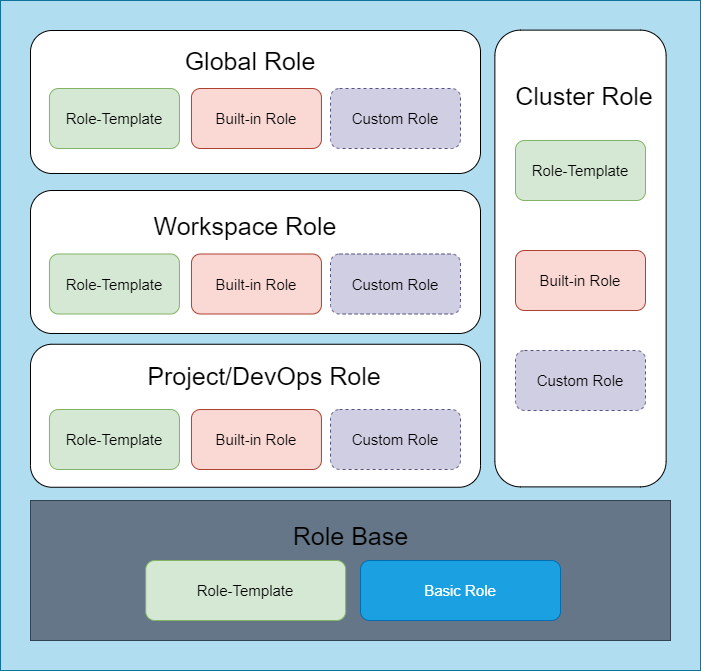 Global Role
Role-Template
Built-in Role
Custom Role
Cluster Role
Role-Template
Built-in Role
Custom Role
Workspace Role
Role-Template
Built-in Role
Custom Role
Project/DevOps Role
Role-Template
Built-in Role
Custom Role
Role Base
Role-Template
Basic Role